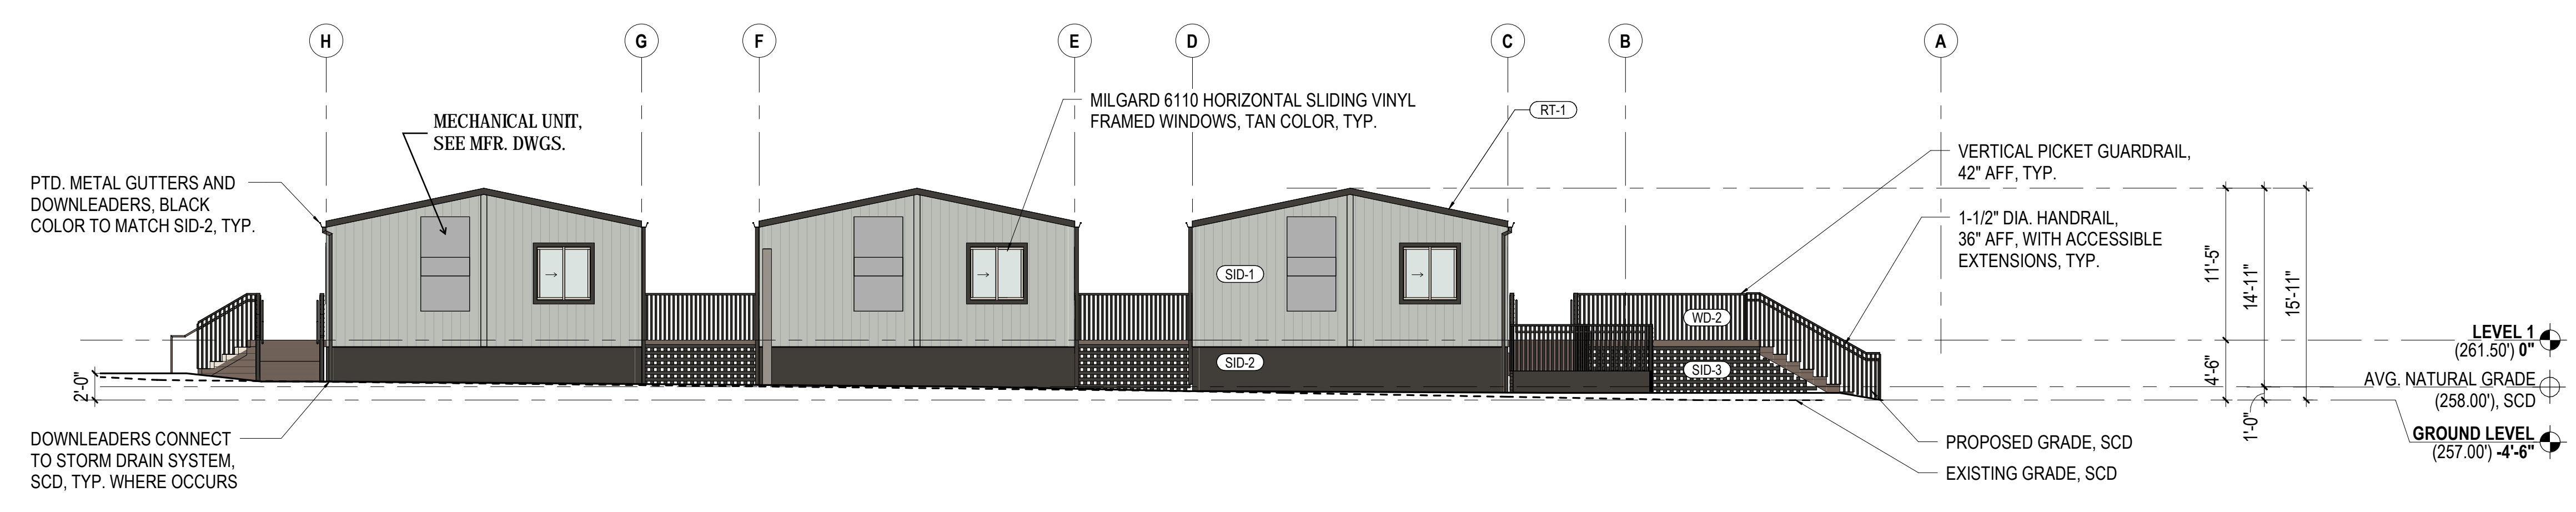 H
G
F
E
D
C
B
A
MILGARD 6110 HORIZONTAL SLIDING VINYL
FRAMED WINDOWS, TAN COLOR, TYP.
RT-1
MECHANICAL UNIT,
SEE MFR. DWGS.
VERTICAL PICKET GUARDRAIL,
42" AFF, TYP.
PTD. METAL GUTTERS AND
DOWNLEADERS, BLACK
COLOR TO MATCH SID-2, TYP.
1-1/2" DIA. HANDRAIL,
36" AFF, WITH ACCESSIBLE
EXTENSIONS, TYP.
SID-1
WD-2
SID-2
SID-3
11'-5"
14'-11"
15'-11"
4'-6"
1'-0"
2'-0"
LEVEL 1
(261.50') 0"
AVG. NATURAL GRADE
(258.00'), SCD
GROUND LEVEL
(257.00') -4'-6"
DOWNLEADERS CONNECT
TO STORM DRAIN SYSTEM,
SCD, TYP. WHERE OCCURS
PROPOSED GRADE, SCD
EXISTING GRADE, SCD